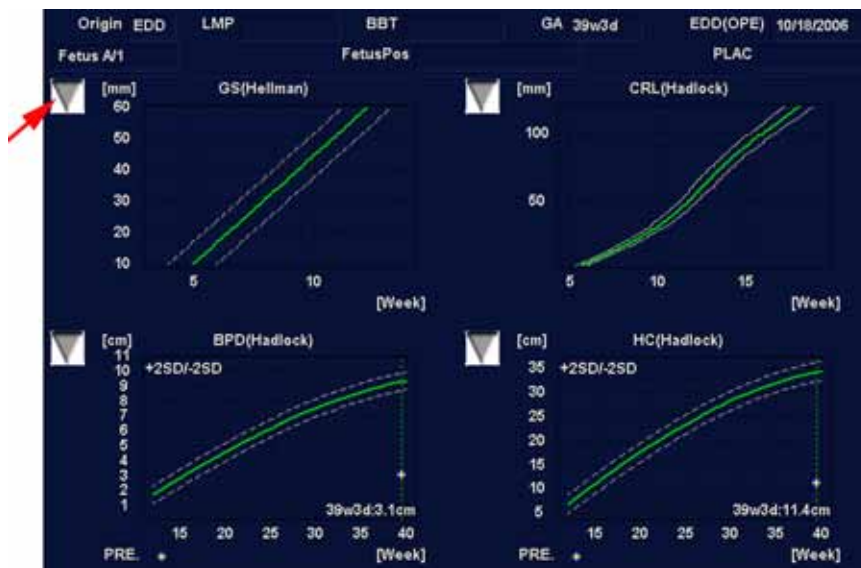 Origin EDD LMP BBT GA 39w3d EDD(OPE) 10/18/2006
Fetus A/1 FetusPos PLAC
[mm] GS(Hellman)
60
50
40
30
20
10
5 10
[Week]
[mm] CRL(Hadlock)
100
50
5 10 15
[Week]
[cm] BPD(Hadlock)
11
10
9
8
7
6
5
4
3
2
1
+2SD/-2SD
39w3d:3.1cm
15 20 25 30 35 40
PRE. [Week]
[cm] HC(Hadlock)
35
30
25
20
15
10
5
+2SD/-2SD
39w3d:11.4cm
15 20 25 30 35 40
PRE. [Week]